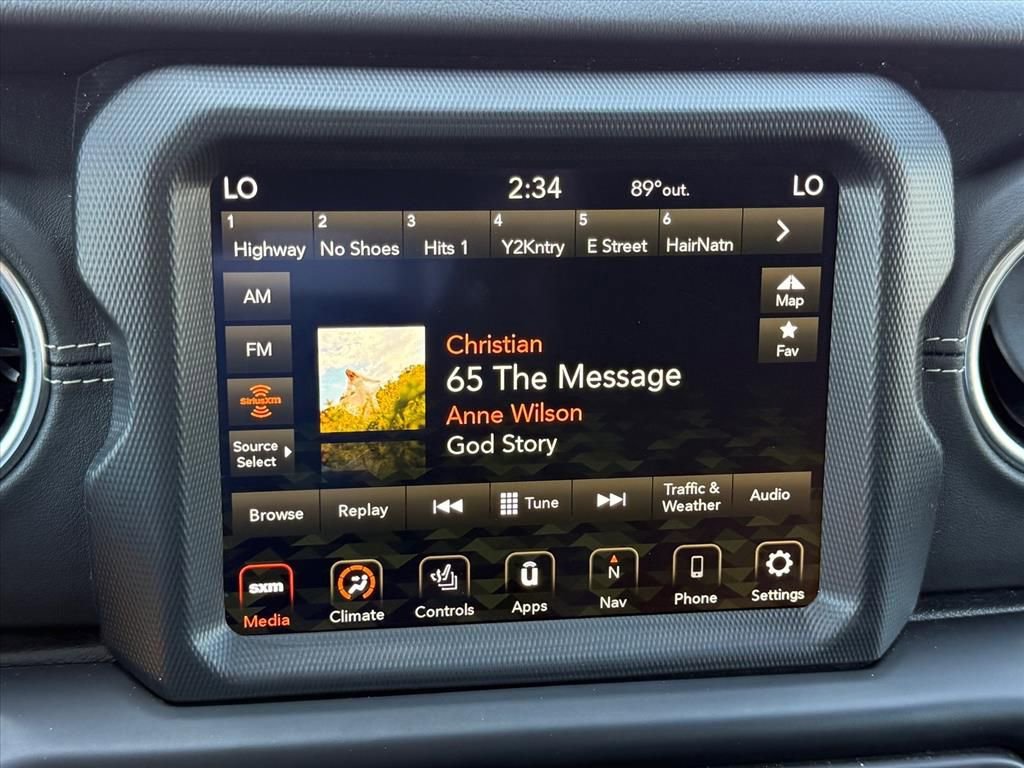 LO 2:34 89°out. LO
1 2 3 4 5 6
Highway No Shoes Hits 1 Y2Kntry E Street HairNatn
AM
Map
FM
Fav
Christian
65 The Message
SiriusXM
Anne Wilson
God Story
Source
Select
Browse Replay Tune Traffic & Weather Audio
sxm
N
Media Climate Controls Apps Nav Phone Settings